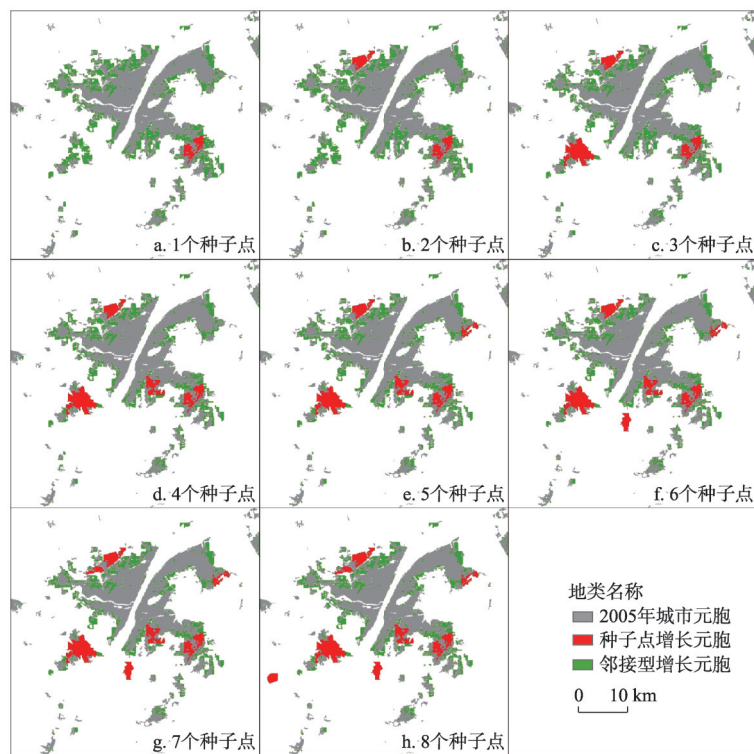 a. 1个种子点
b. 2个种子点
c. 3个种子点
d. 4个种子点
e. 5个种子点
f. 6个种子点
g. 7个种子点
h. 8个种子点
地类名称
2005年城市元胞
种子点增长元胞
邻接型增长元胞
0 10 km